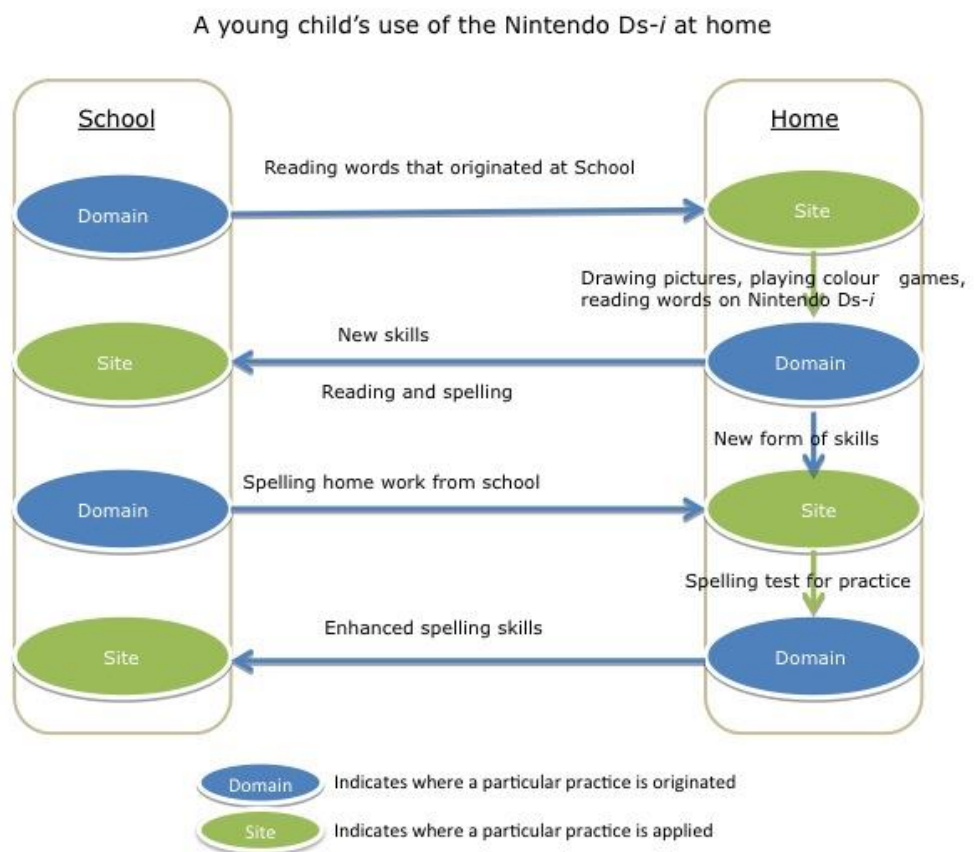 A young child's use of the Nintendo Ds-i at home
School
Home
Reading words that originated at School
Domain
Site
Drawing pictures, playing colour games,
reading words on Nintendo Ds-i
New skills
Site
Domain
Reading and spelling
New form of skills
Spelling home work from school
Domain
Site
Spelling test for practice
Enhanced spelling skills
Site
Domain
Domain Indicates where a particular practice is originated
Site Indicates where a particular practice is applied